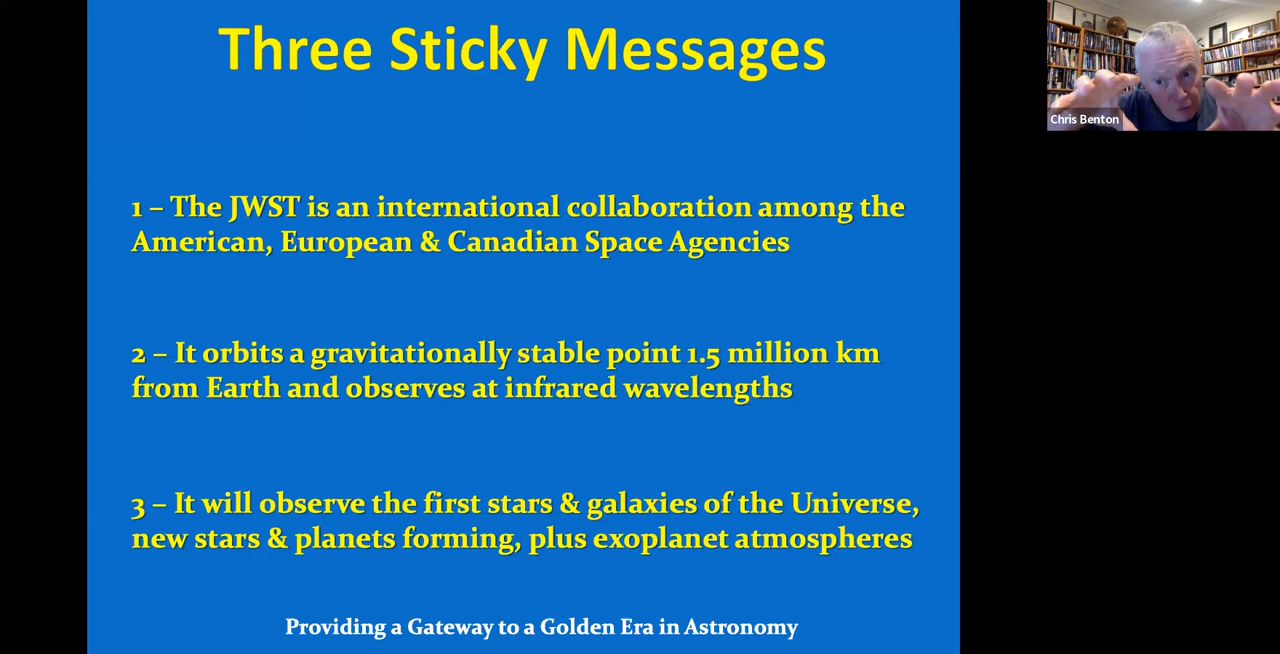 Three Sticky Messages
Chris Benton
1 – The JWST is an international collaboration among the
American, European & Canadian Space Agencies
2 – It orbits a gravitationally stable point 1.5 million km
from Earth and observes at infrared wavelengths
3 – It will observe the first stars & galaxies of the Universe,
new stars & planets forming, plus exoplanet atmospheres
Providing a Gateway to a Golden Era in Astronomy